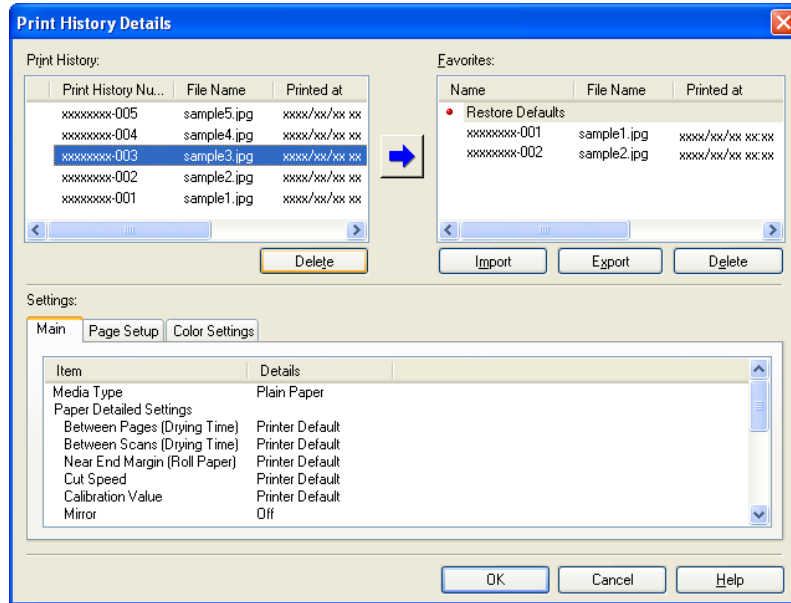 Print History Details
Print History:
Favorites:
Print History Nu... File Name Printed at
xxxxxxxx-005 sample5.jpg xxxx/xx/xx xx
xxxxxxxx-004 sample4.jpg xxxx/xx/xx xx
xxxxxxxx-003 sample3.jpg xxxx/xx/xx xx
xxxxxxxx-002 sample2.jpg xxxx/xx/xx xx
xxxxxxxx-001 sample1.jpg xxxx/xx/xx xx
Delete
Name File Name Printed at
Restore Defaults
xxxxxxxx-001 sample1.jpg xxxx/xx/xx xx:xx
xxxxxxxx-002 sample2.jpg xxxx/xx/xx xx:xx
Import Export Delete
Settings:
Main Page Setup Color Settings
Item Details
Media Type Plain Paper
Paper Detailed Settings
Between Pages (Drying Time) Printer Default
Between Scans (Drying Time) Printer Default
Near End Margin (Roll Paper) Printer Default
Cut Speed Printer Default
Calibration Value Printer Default
Mirror Off
OK Cancel Help